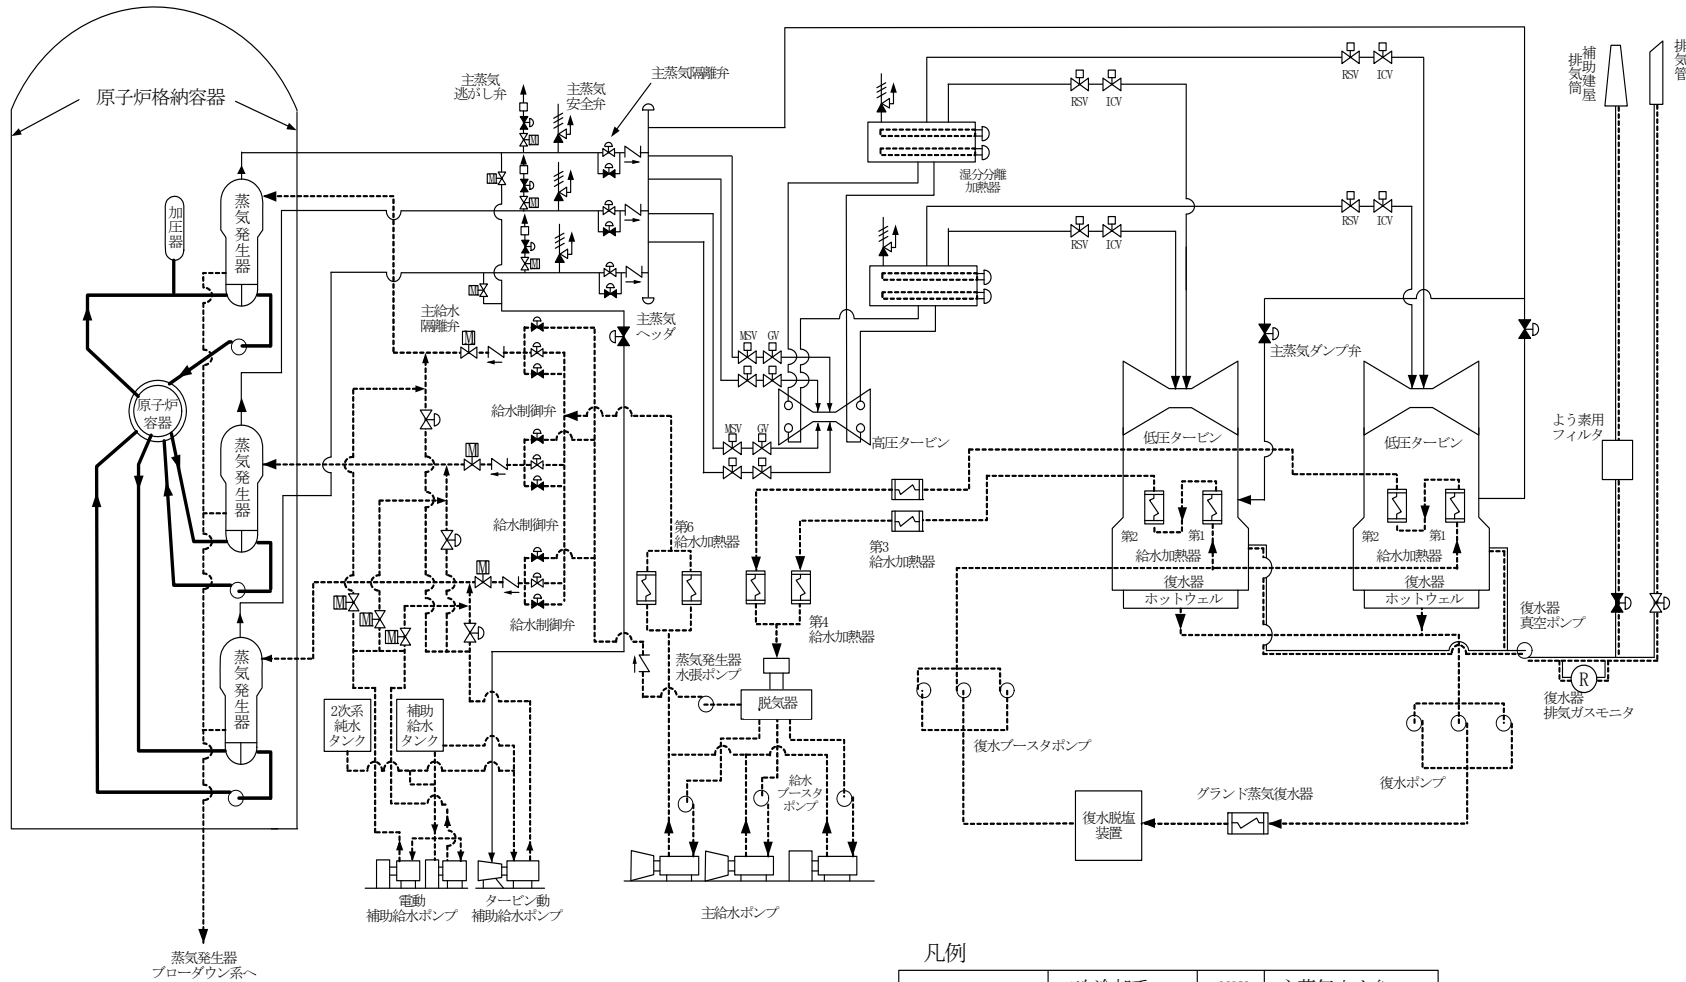 原子炉格納容器
主蒸気
逃がし弁
主蒸気
安全弁
主蒸気隔離弁
RSV
ICV
RSV
ICV
補助建屋
排気筒
排気管
M
M
M
M
M
湿分分離
加熱器
RSV
ICV
RSV
ICV
蒸気発生器
加圧器
主給水
隔離弁
M
主蒸気
ヘッダ
MSV
GV
主蒸気ダンプ弁
原子炉
容器
給水制御弁
MSV
GV
高圧タービン
低圧タービン
低圧タービン
よう素用
フィルタ
蒸気発生器
M
給水制御弁
第6
給水加熱器
第3
給水加熱器
第2
第1
給水加熱器
第2
第1
給水加熱器
M
復水器
ホットウェル
復水器
ホットウェル
M
M
M
給水制御弁
第4
給水加熱器
復水器
真空ポンプ
蒸気発生器
蒸気発生器
水張ポンプ
脱気器
R
復水器
排気ガスモニタ
2次系
純水
タンク
補助
給水
タンク
復水ブースタポンプ
復水ポンプ
給水
ブースタ
ポンプ
グランド蒸気復水器
復水脱塩
装置
電動
補助給水ポンプ
タービン動
補助給水ポンプ
主給水ポンプ
蒸気発生器
ブローダウン系へ
凡例